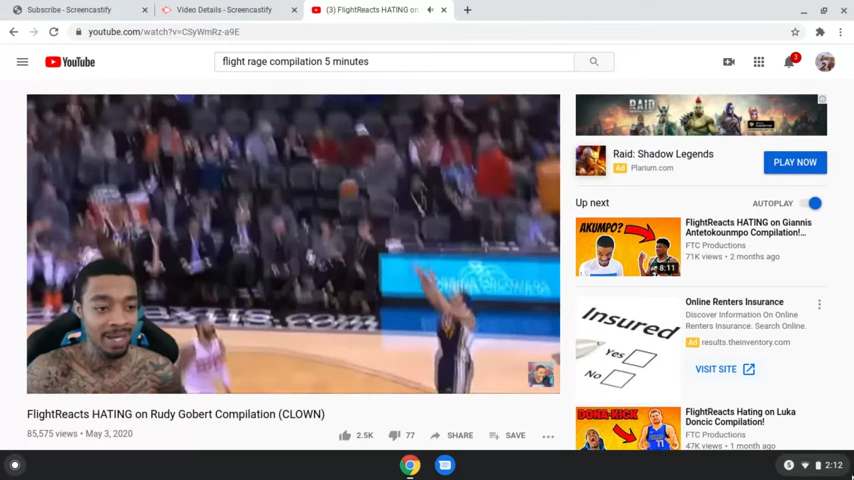 Subscribe - Screencastify
Video Details - Screencastify
(3) FlightReacts HATING on
youtube.com/watch?v=CSyWmRz-a9E
YouTube
flight rage compilation 5 minutes
3
RAID
Raid: Shadow Legends
Ad Plarium.com
PLAY NOW
Up next
AUTOPLAY
AKUMPO?
8:11
FlightReacts HATING on Giannis
Antetokounmpo Compilation!...
FTC Productions
71K views • 2 months ago
Insured
Yes
No
Online Renters Insurance
Discover Information On Online
Renters Insurance. Search Online.
Ad results.theinventory.com
VISIT SITE
axis.com
FlightReacts HATING on Rudy Gobert Compilation (CLOWN)
85,575 views • May 3, 2020
2.5K
77
SHARE
SAVE
DONA-KICK
FlightReacts Hating on Luka
Doncic Compilation!
FTC Productions
47K views • 1 month ago
2:12